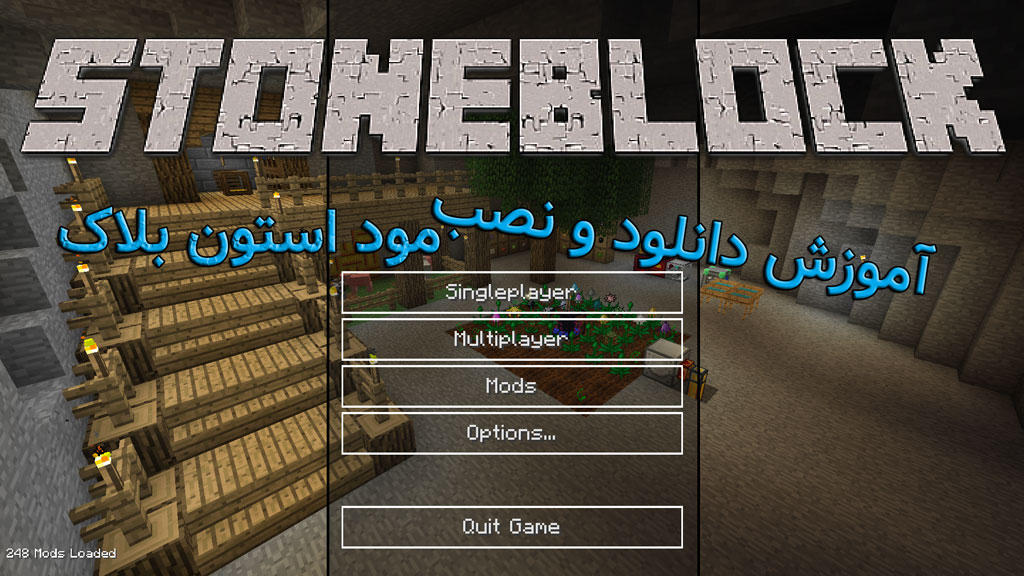 STONEBLOCK
آموزش دانلود و نصب مود استون بلاک
Singleplayer
Multiplayer
Mods
Options...
Quit Game
248 Mods Loaded